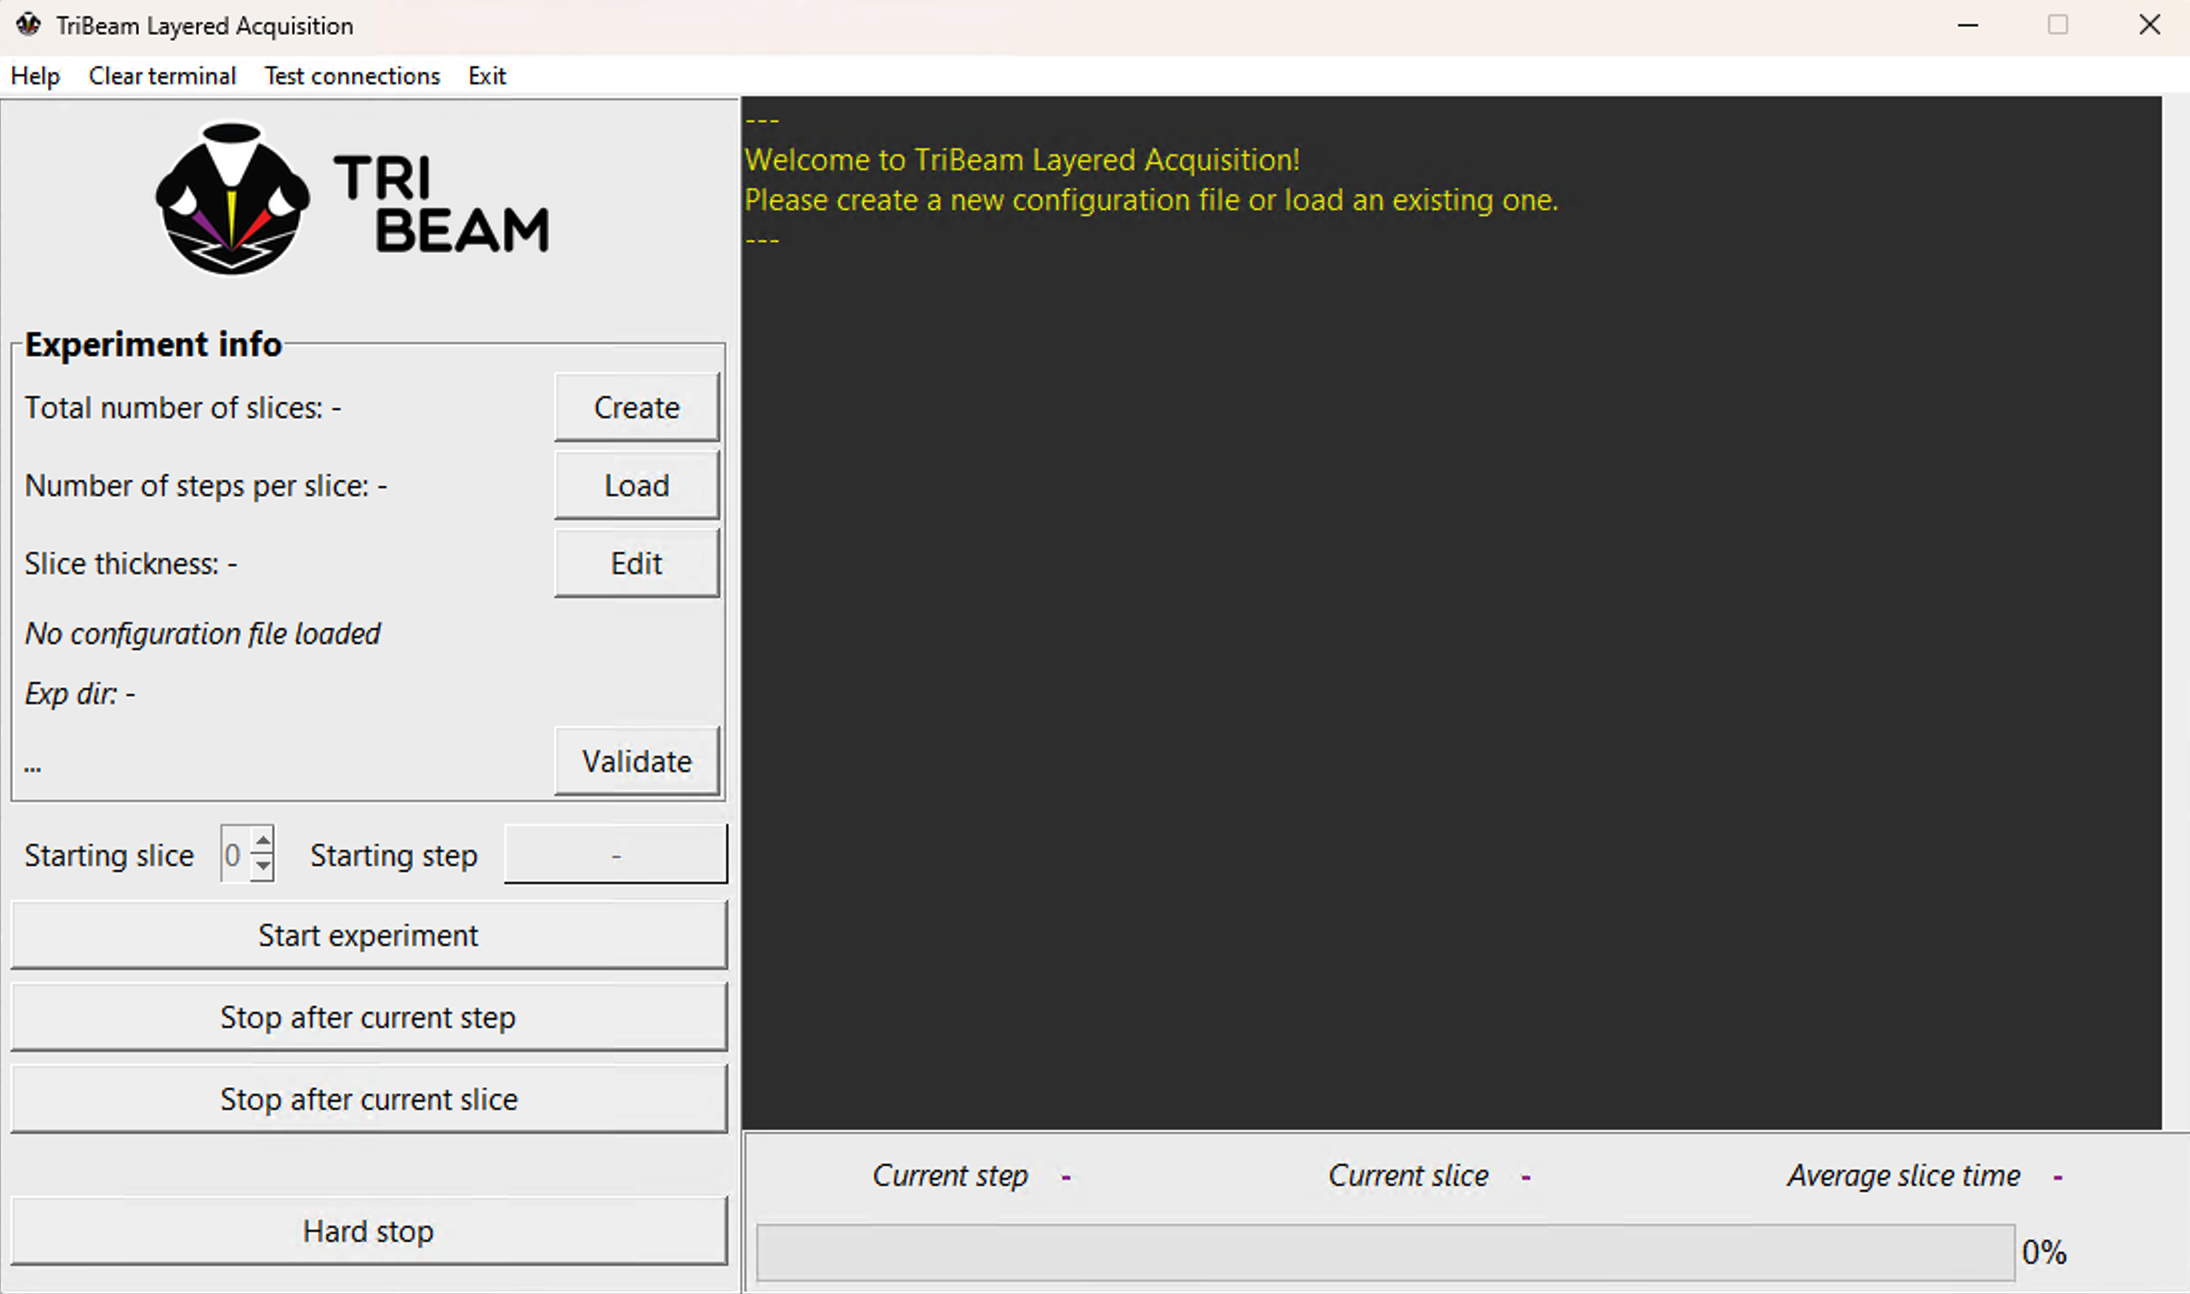 TriBeam Layered Acquisition
Help Clear terminal Test connections Exit
TRI
BEAM
Experiment info
Total number of slices: -
Create
Number of steps per slice: -
Load
Slice thickness: -
Edit
No configuration file loaded
Exp dir: -
...
Validate
Starting slice 0 Starting step -
Start experiment
Stop after current step
Stop after current slice
Hard stop
---
Welcome to TriBeam Layered Acquisition!
Please create a new configuration file or load an existing one.
---
Current step - Current slice - Average slice time -
0%